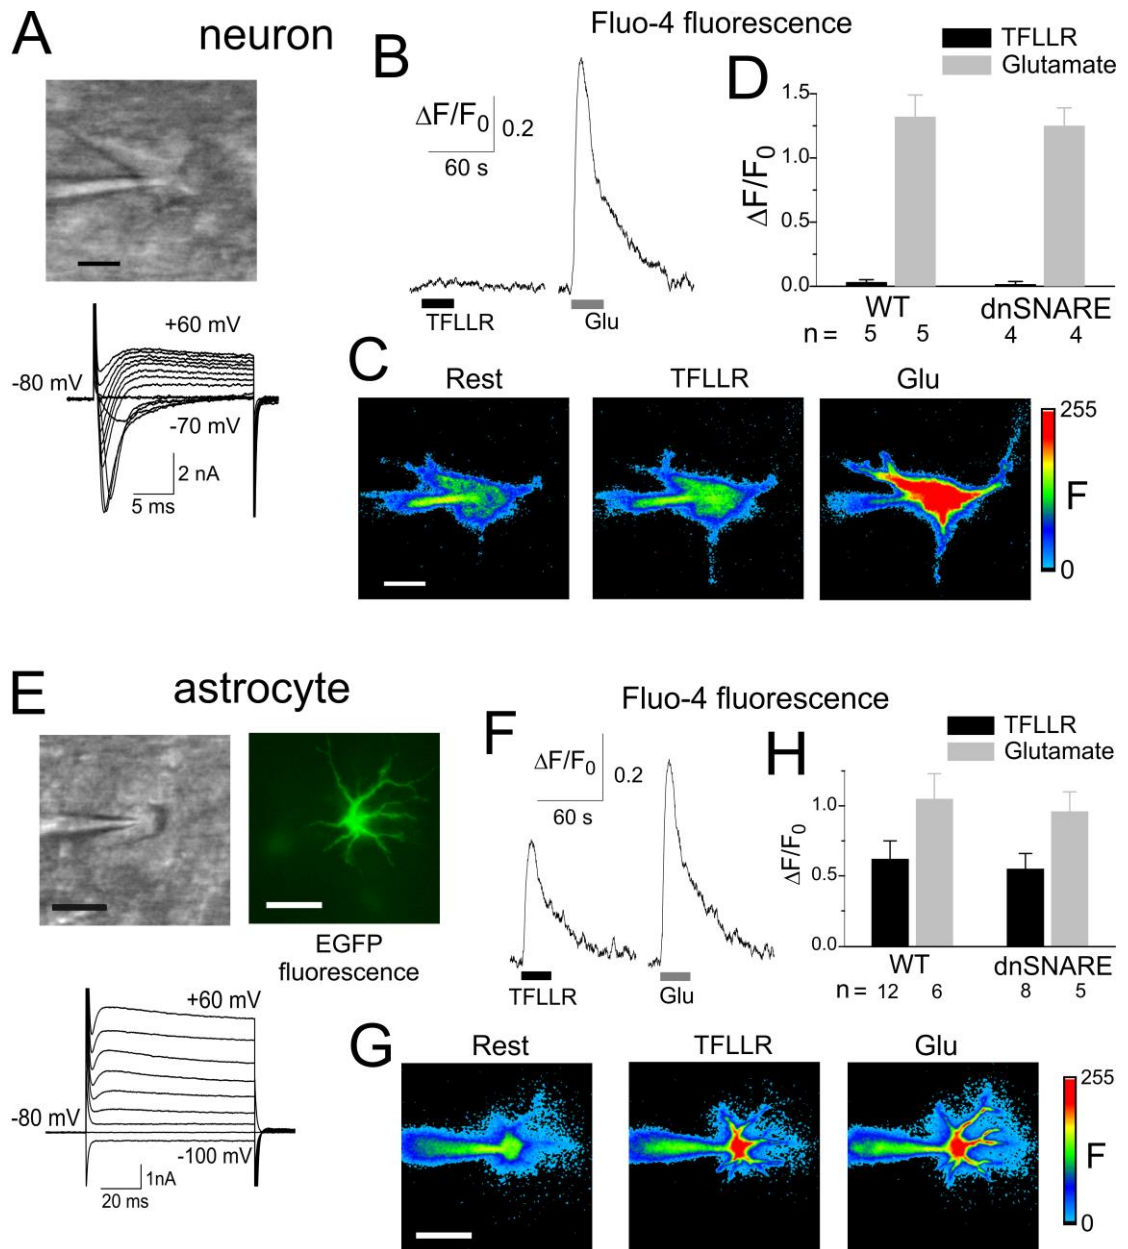 A
neuron
+60 mV
-80 mV
-70 mV
2 nA
5 ms
Fluo-4 fluorescence
B
ΔF/F0
0.2
60 s
TFLLR
Glu
TFLLR
Glutamate
D
1.5
1.0
0.5
0.0
ΔF/F0
WT
dnSNARE
n = 5 5 4 4
C
Rest
TFLLR
Glu
255
F
0
E
astrocyte
EGFP
fluorescence
+60 mV
-80 mV
-100 mV
1nA
20 ms
Fluo-4 fluorescence
F
ΔF/F0
0.2
60 s
TFLLR
Glu
TFLLR
Glutamate
H
1.0
0.5
0.0
ΔF/F0
WT
dnSNARE
n = 12 6 8 5
G
Rest
TFLLR
Glu
255
F
0